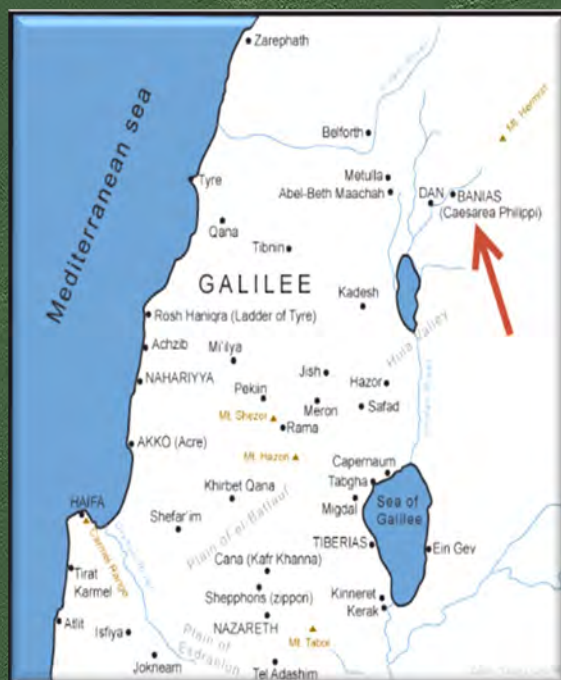 Zarephath
Mt. Hermon
Belforth
Tyre
Metulla
Abel-Beth Maachah
DAN
BANIAS
(Caesarea Philippi)
Qana
Tibnin
Mediterranean sea
GALILEE
Kadesh
Rosh Haniqra (Ladder of Tyre)
Hula Valley
Achzib
Mi'ilya
Jish
NAHARIYYA
Hazor
Pekiin
Meron
Safad
Mt. Shezor
Rama
AKKO (Acre)
Mt. Hazon
Capernaum
Tabgha
Khirbet Qana
Migdal
Sea of
Galilee
HAIFA
Shefar'im
Plain of el-Battauf
TIBERIAS
Ein Gev
Carmel Range
Cana (Kafr Khanna)
Tirat
Karmel
Shepphoris (zippori)
Kinneret
Kerak
Atlit
NAZARETH
Isfiya
Plain of
Esdraelon
Mt. Tabor
Jokneam
Tel Adashim